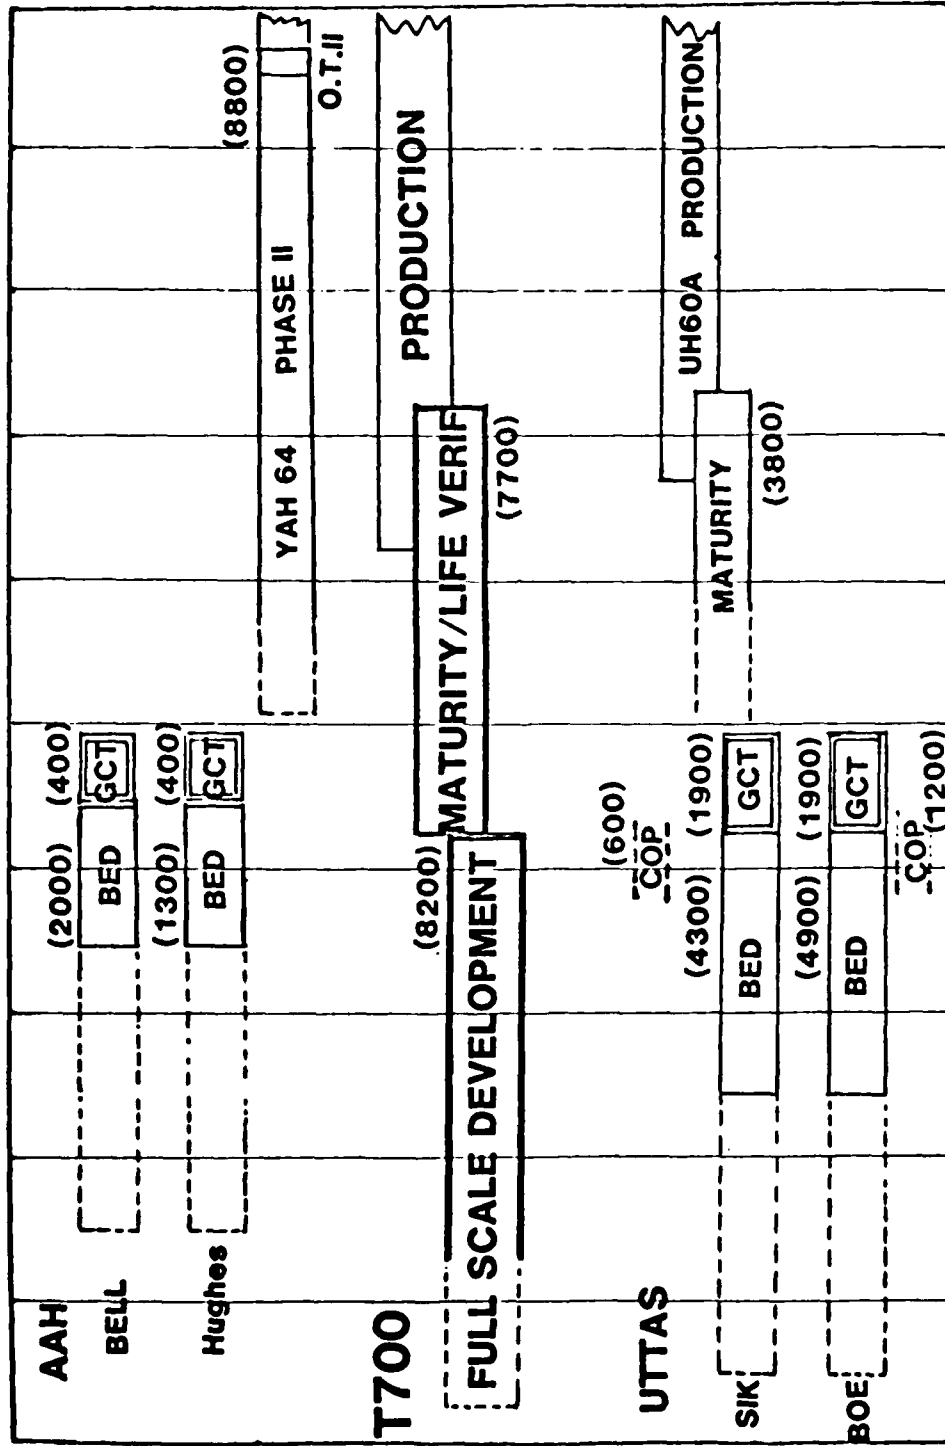 AAH
(2000) (400)
BELL BED GCT
(1300) (400)
Hughes BED GCT
(8800)
YAH 64 PHASE II
O.T.II
T700
PRODUCTION
(8200) MATURITY/LIFE VERIF
FULL SCALE DEVELOPMENT (7700)
UTTAS
(600)
COP
UH60A PRODUCTION
(4300) (1900) MATURITY
SIK BED GCT (3800)
(4900) (1900)
BOE BED GCT
COP
(1200)